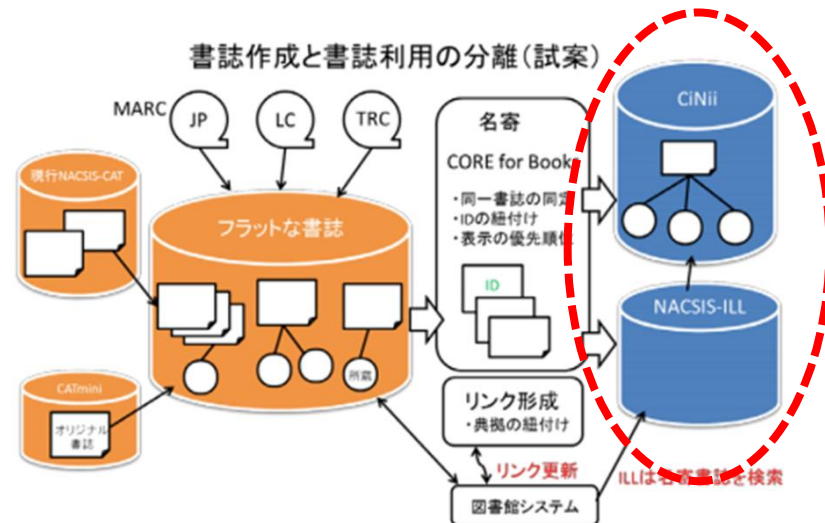 書誌作成と書誌利用の分離(試案)
MARC
JP
LC
TRC
現行NACSIS-CAT
フラットな書誌
所蔵
CATmini
オリジナル
書誌
名寄
CORE for Book
・同一書誌の同定
・IDの紐付け
・表示の優先順位
ID
リンク形成
・典拠の紐付け
リンク更新
図書館システム
CiNii
NACSIS-ILL
ILLは名寄書誌を検索